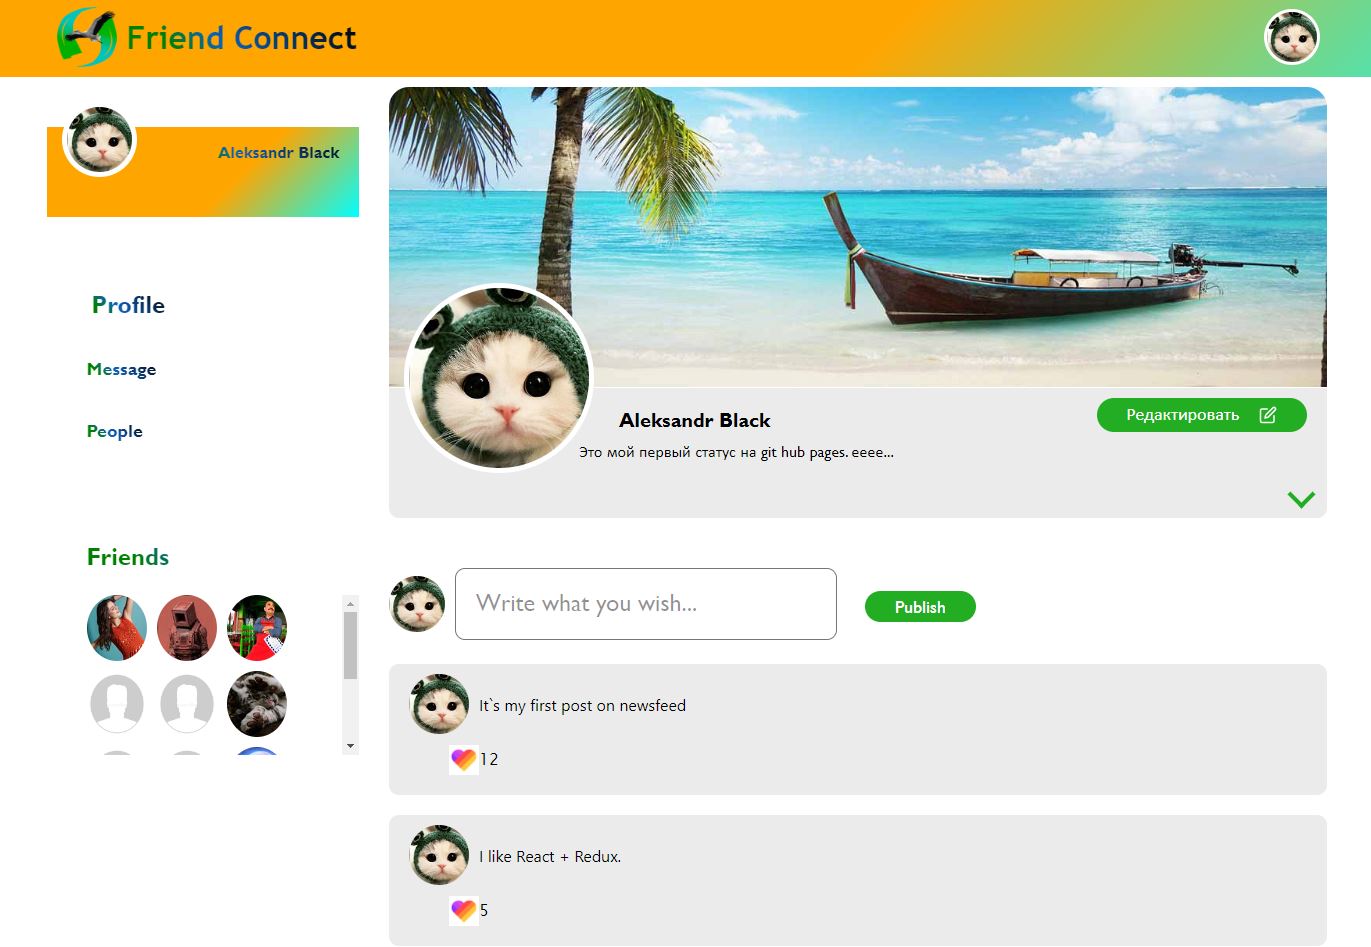 Friend Connect
Aleksandr Black
Profile
Message
People
Friends
Aleksandr Black
Редактировать
Это мой первый статус на git hub pages. ееее...
Write what you wish...
Publish
It`s my first post on newsfeed
12
I like React + Redux.
5